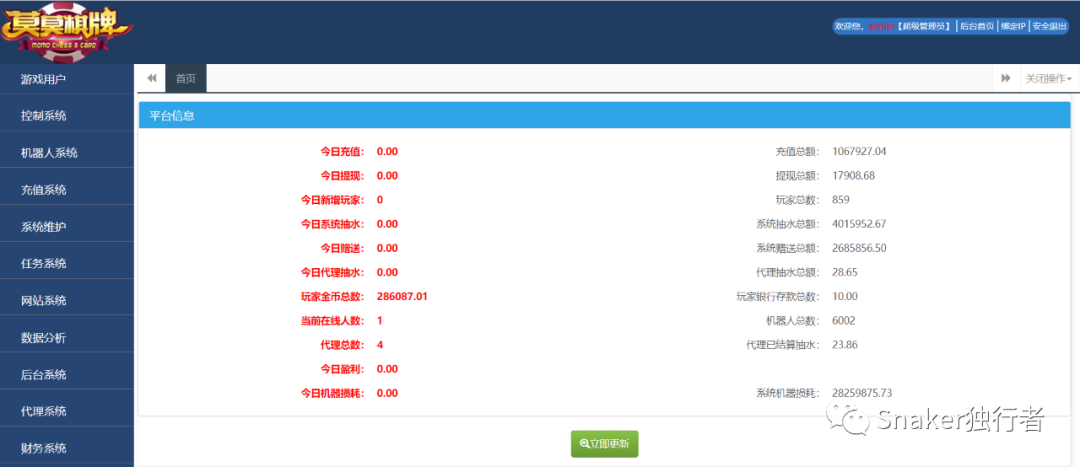 莫莫棋牌
MOMO CHESS & CARD
欢迎您，admin【超级管理员】 | 后台首页 | 绑定IP | 安全退出
游戏用户
控制系统
机器人系统
充值系统
系统维护
任务系统
网站系统
数据分析
后台系统
代理系统
财务系统
首页
关闭操作
平台信息
今日充值： 0.00 充值总额： 1067927.04
今日提现： 0.00 提现总额： 17908.68
今日新增玩家： 0 玩家总数： 859
今日系统抽水： 0.00 系统抽水总额： 4015952.67
今日赠送： 0.00 系统赠送总额： 2685856.50
今日代理抽水： 0.00 代理抽水总额： 28.65
玩家金币总数： 286087.01 玩家银行存款总数： 10.00
当前在线人数： 1 机器人总数： 6002
代理总数： 4 代理已结算抽水： 23.86
今日盈利： 0.00
今日机器损耗： 0.00 系统机器损耗： 28259875.73
立即更新
Snaker独行者